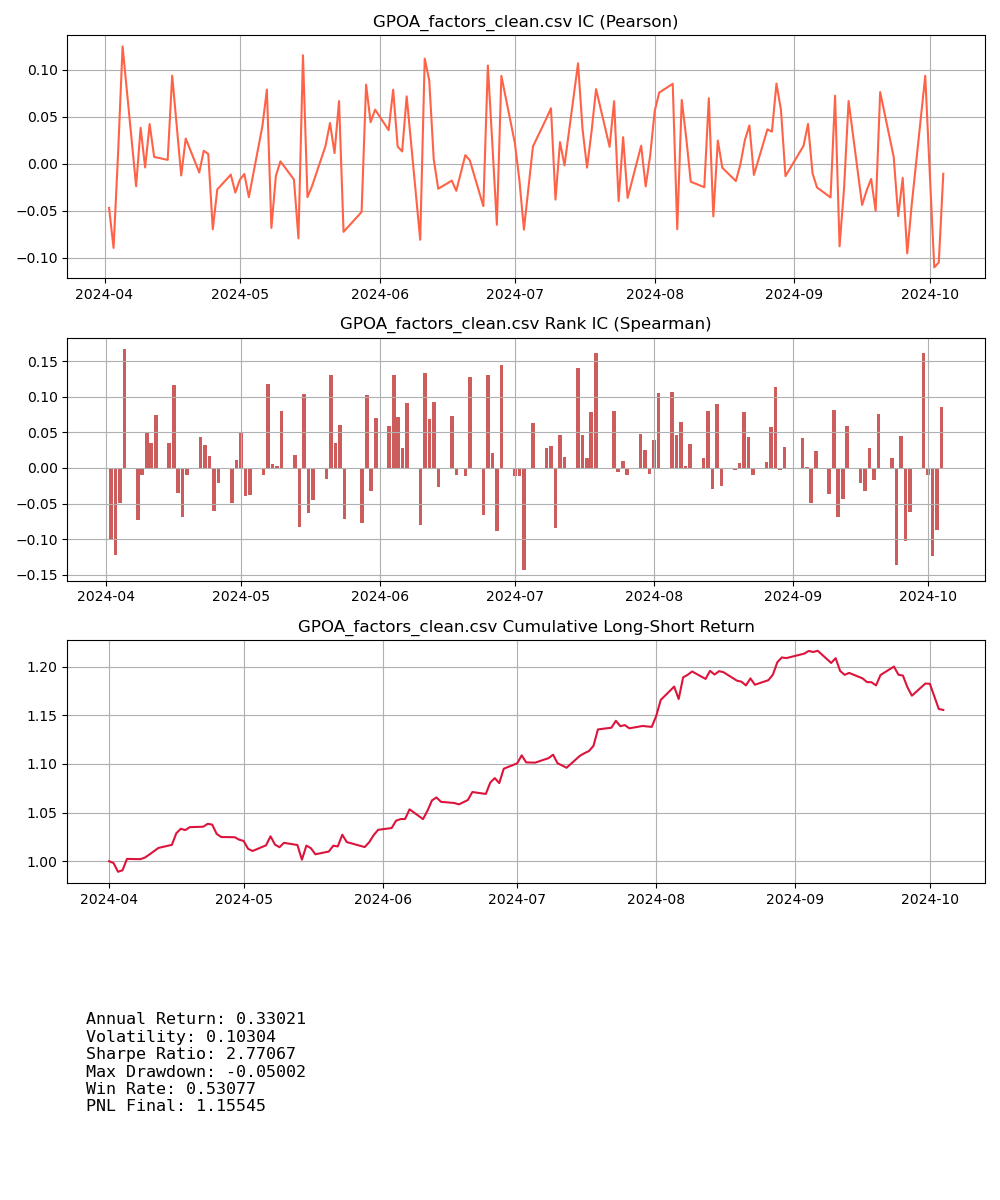 GPOA_factors_clean.csv IC (Pearson)
0.10
0.05
0.00
−0.05
−0.10
2024-04 2024-05 2024-06 2024-07 2024-08 2024-09 2024-10
GPOA_factors_clean.csv Rank IC (Spearman)
0.15
0.10
0.05
0.00
−0.05
−0.10
−0.15
2024-04 2024-05 2024-06 2024-07 2024-08 2024-09 2024-10
GPOA_factors_clean.csv Cumulative Long-Short Return
1.20
1.15
1.10
1.05
1.00
2024-04 2024-05 2024-06 2024-07 2024-08 2024-09 2024-10
Annual Return: 0.33021
Volatility: 0.10304
Sharpe Ratio: 2.77067
Max Drawdown: -0.05002
Win Rate: 0.53077
PNL Final: 1.15545